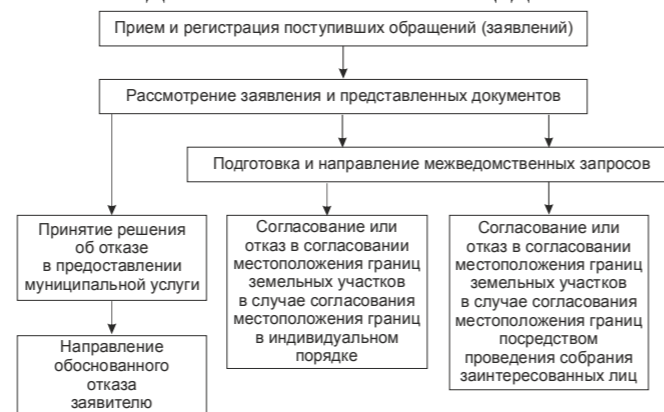 Прием и регистрация поступивших обращений (заявлений)
Рассмотрение заявления и представленных документов
Подготовка и направление межведомственных запросов
Принятие решения
об отказе
в предоставлении
муниципальной услуги
Согласование или
отказ в согласовании
местоположения границ
земельных участков
в случае согласования
местоположения границ
в индивидуальном
порядке
Согласование или
отказ в согласовании
местоположения границ
земельных участков
в случае согласования
местоположения границ
посредством
проведения собрания
заинтересованных лиц
Направление
обоснованного
отказа
заявителю